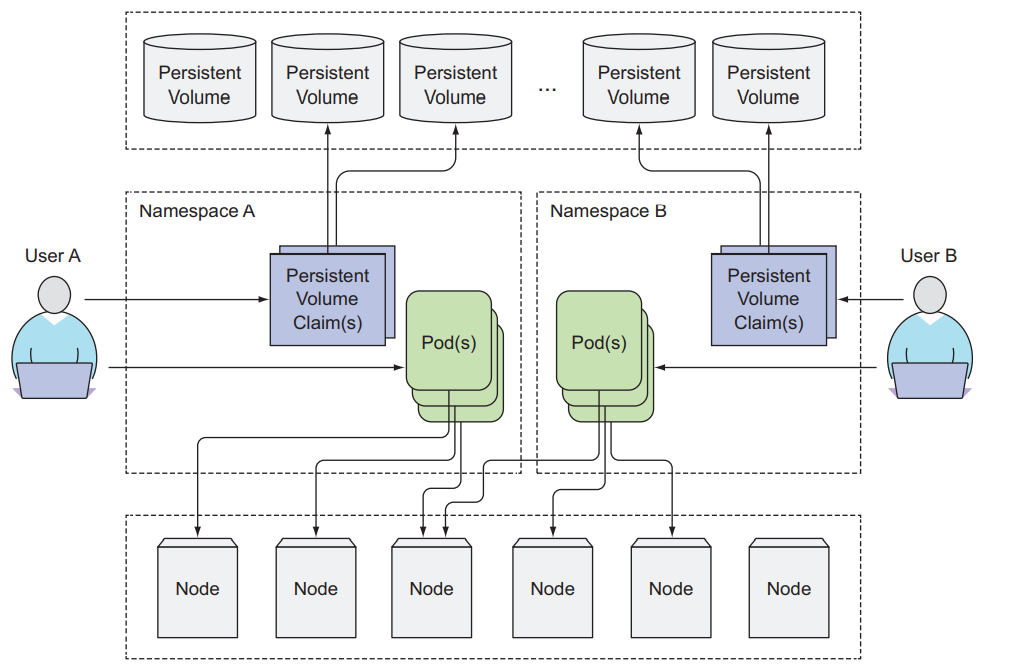 Persistent
Volume
Persistent
Volume
Persistent
Volume
...
Persistent
Volume
Persistent
Volume
Namespace A
Namespace B
User A
User B
Persistent
Volume
Claim(s)
Persistent
Volume
Claim(s)
Pod(s)
Pod(s)
Node
Node
Node
Node
Node
Node